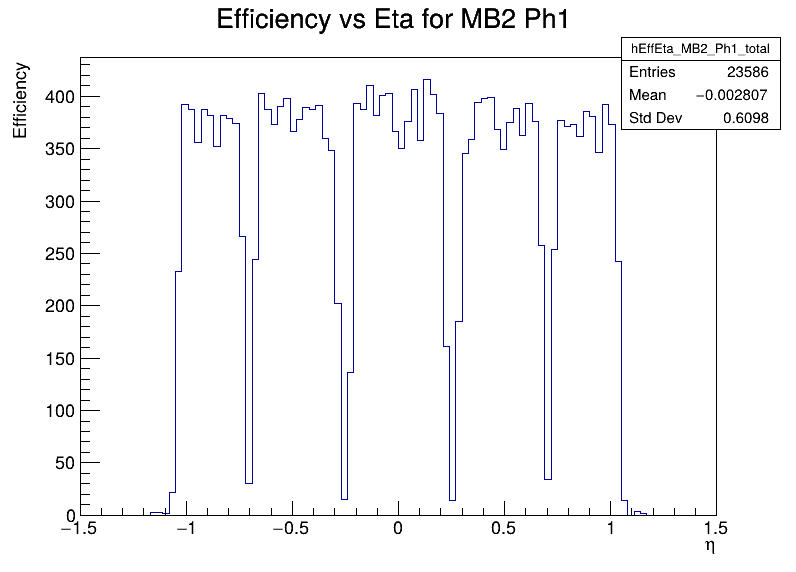 Efficiency vs Eta for MB2 Ph1
hEffEta_MB2_Ph1_total
Entries 23586
Mean −0.002807
Std Dev 0.6098
Efficiency
400
350
300
250
200
150
100
50
0
−1.5 −1 −0.5 0 0.5 1 1.5
η